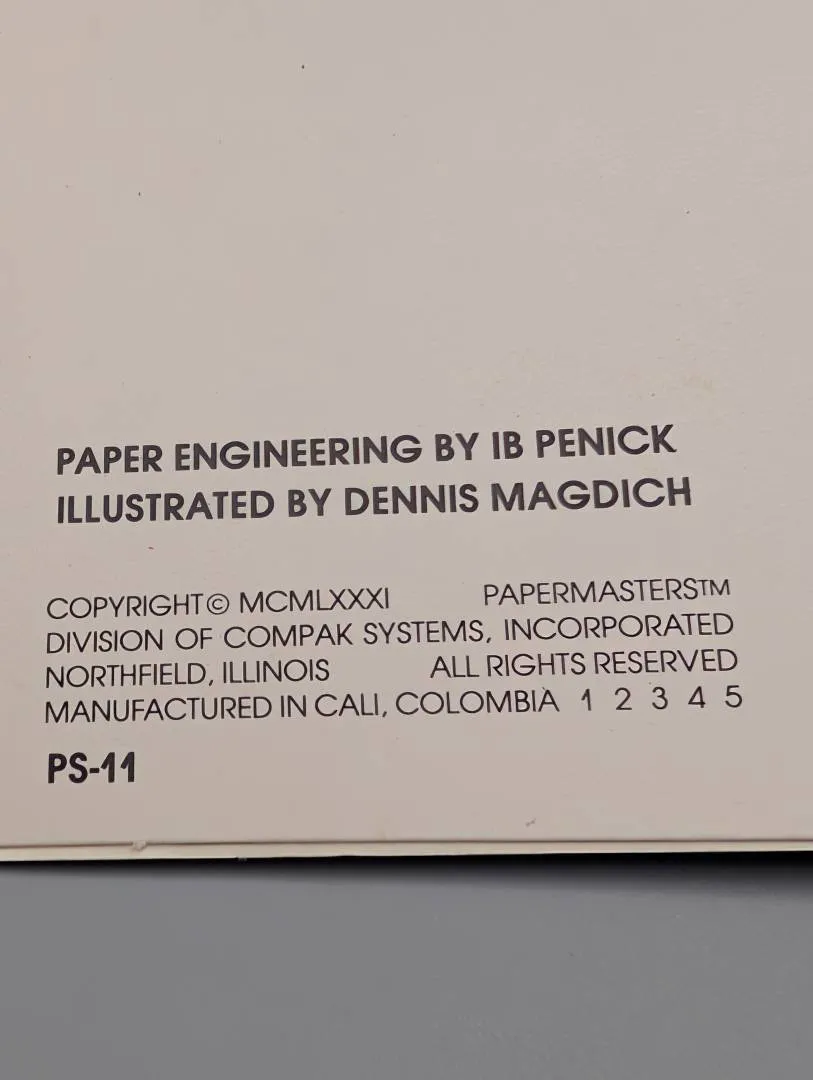 PAPER ENGINEERING BY IB PENICK
ILLUSTRATED BY DENNIS MAGDICH
COPYRIGHT© MCMLXXXI PAPERMASTERS™
DIVISION OF COMPAK SYSTEMS, INCORPORATED
NORTHFIELD, ILLINOIS ALL RIGHTS RESERVED
MANUFACTURED IN CALI, COLOMBIA 1 2 3 4 5
PS-11